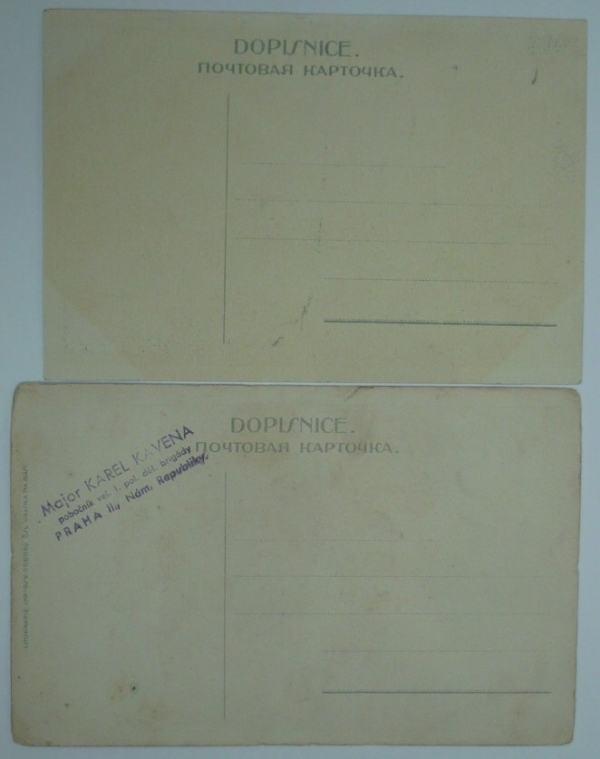 DOPISNICE.
ПОЧТОВАЯ КАРТОЧКА.
DOPISNICE.
ПОЧТОВАЯ КАРТОЧКА.
Major KAREL KAVENA
pobočník vel. 1. pol. děl. brigády
PRAHA II., Nám. Republiky.